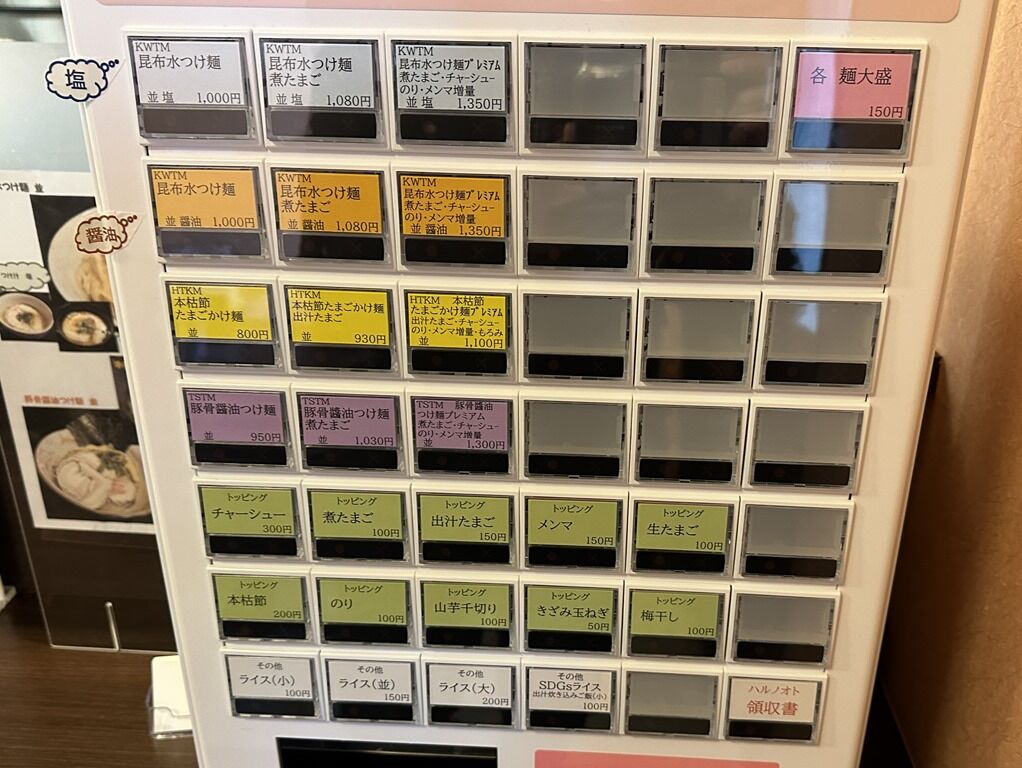 塩
KWTM
昆布水つけ麺
並 塩 1,000円
KWTM
昆布水つけ麺
煮たまご
並 塩 1,080円
KWTM
昆布水つけ麺プレミアム
煮たまご・チャーシュー
のり・メンマ増量
並 塩 1,350円
各 麺大盛
150円
醤油
KWTM
昆布水つけ麺
並 醤油 1,000円
KWTM
昆布水つけ麺
煮たまご
並 醤油 1,080円
KWTM
昆布水つけ麺プレミアム
煮たまご・チャーシュー
のり・メンマ増量
並 醤油 1,350円
HTKM
本枯節
たまごかけ麺
並 800円
HTKM
本枯節たまごかけ麺
出汁たまご
並 930円
HTKM 本枯節
たまごかけ麺プレミアム
出汁たまご・チャーシュー
のり・メンマ増量・もろみ
並 1,100円
TSTM
豚骨醤油つけ麺
並 950円
TSTM
豚骨醤油つけ麺
煮たまご
並 1,030円
TSTM 豚骨醤油
つけ麺プレミアム
煮たまご・チャーシュー
のり・メンマ増量
並 1,300円
トッピング
チャーシュー
300円
トッピング
煮たまご
100円
トッピング
出汁たまご
150円
トッピング
メンマ
150円
トッピング
生たまご
100円
トッピング
本枯節
200円
トッピング
のり
100円
トッピング
山芋千切り
100円
トッピング
きざみ玉ねぎ
50円
トッピング
梅干し
100円
その他
ライス(小)
100円
その他
ライス(並)
150円
その他
ライス(大)
200円
その他
SDGsライス
出汁炊き込みご飯(小)
100円
ハルノオト
領収書
水つけ麺 並
豚骨醤油つけ麺 並